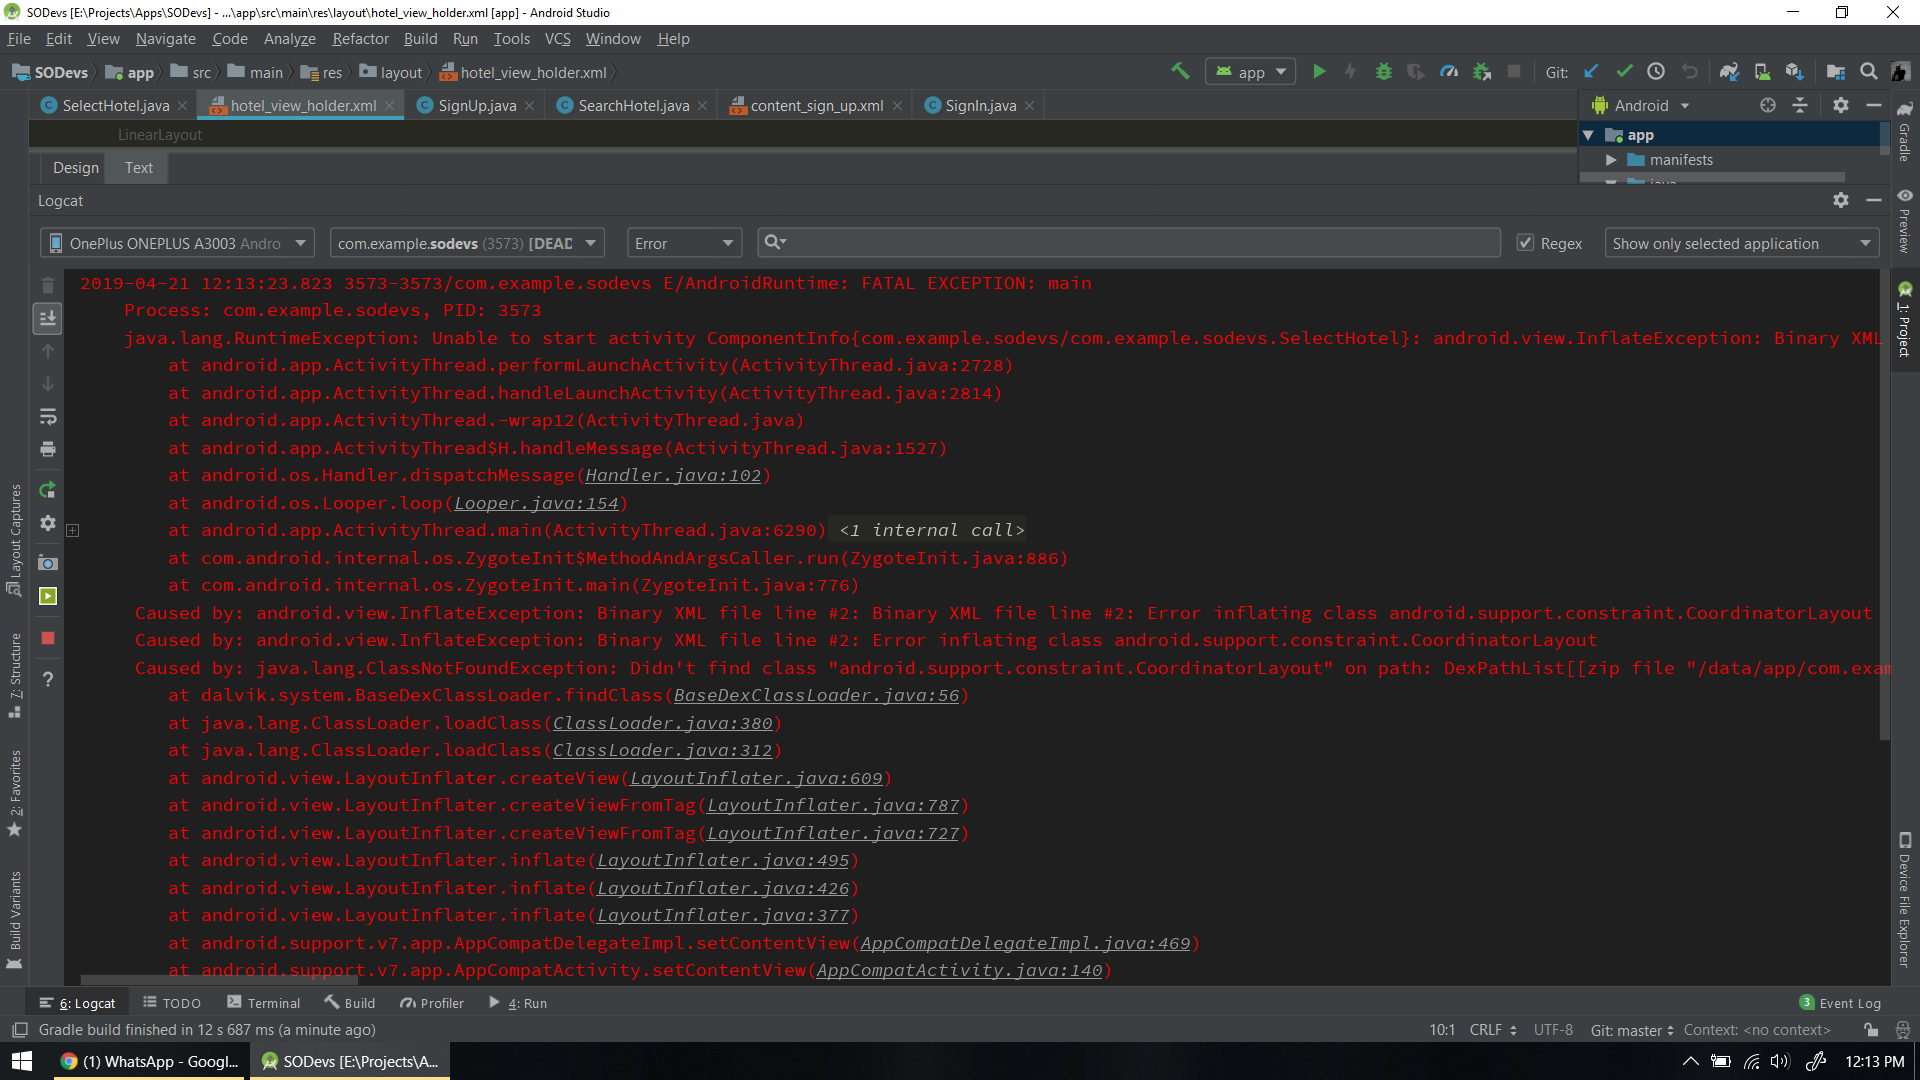 SODevs [E:\Projects\Apps\SODevs] - ...\app\src\main\res\layout\hotel_view_holder.xml [app] - Android Studio
File Edit View Navigate Code Analyze Refactor Build Run Tools VCS Window Help
SODevs app src main res layout hotel_view_holder.xml app Git:
SelectHotel.java hotel_view_holder.xml SignUp.java SearchHotel.java content_sign_up.xml SignIn.java Android
LinearLayout
app
Design Text
manifests
java
Logcat
OnePlus ONEPLUS A3003 Andro com.example.sodevs (3573) [DEAD Error Regex Show only selected application
2019-04-21 12:13:23.823 3573-3573/com.example.sodevs E/AndroidRuntime: FATAL EXCEPTION: main
Process: com.example.sodevs, PID: 3573
java.lang.RuntimeException: Unable to start activity ComponentInfo{com.example.sodevs/com.example.sodevs.SelectHotel}: android.view.InflateException: Binary XML
at android.app.ActivityThread.performLaunchActivity(ActivityThread.java:2728)
at android.app.ActivityThread.handleLaunchActivity(ActivityThread.java:2814)
at android.app.ActivityThread.-wrap12(ActivityThread.java)
at android.app.ActivityThread$H.handleMessage(ActivityThread.java:1527)
at android.os.Handler.dispatchMessage(Handler.java:102)
at android.os.Looper.loop(Looper.java:154)
at android.app.ActivityThread.main(ActivityThread.java:6290) <1 internal call>
at com.android.internal.os.ZygoteInit$MethodAndArgsCaller.run(ZygoteInit.java:886)
at com.android.internal.os.ZygoteInit.main(ZygoteInit.java:776)
Caused by: android.view.InflateException: Binary XML file line #2: Binary XML file line #2: Error inflating class android.support.constraint.CoordinatorLayout
Caused by: android.view.InflateException: Binary XML file line #2: Error inflating class android.support.constraint.CoordinatorLayout
Caused by: java.lang.ClassNotFoundException: Didn't find class "android.support.constraint.CoordinatorLayout" on path: DexPathList[[zip file "/data/app/com.exam
at dalvik.system.BaseDexClassLoader.findClass(BaseDexClassLoader.java:56)
at java.lang.ClassLoader.loadClass(ClassLoader.java:380)
at java.lang.ClassLoader.loadClass(ClassLoader.java:312)
at android.view.LayoutInflater.createView(LayoutInflater.java:609)
at android.view.LayoutInflater.createViewFromTag(LayoutInflater.java:787)
at android.view.LayoutInflater.createViewFromTag(LayoutInflater.java:727)
at android.view.LayoutInflater.inflate(LayoutInflater.java:495)
at android.view.LayoutInflater.inflate(LayoutInflater.java:426)
at android.view.LayoutInflater.inflate(LayoutInflater.java:377)
at android.support.v7.app.AppCompatDelegateImpl.setContentView(AppCompatDelegateImpl.java:469)
at android.support.v7.app.AppCompatActivity.setContentView(AppCompatActivity.java:140)
Layout Captures
7: Structure
2: Favorites
Build Variants
Gradle
Preview
1: Project
Device File Explorer
6: Logcat TODO Terminal Build Profiler 4: Run 3 Event Log
Gradle build finished in 12 s 687 ms (a minute ago) 10:1 CRLF UTF-8 Git: master Context: <no context>
(1) WhatsApp - Googl... SODevs [E:\Projects\A... 12:13 PM